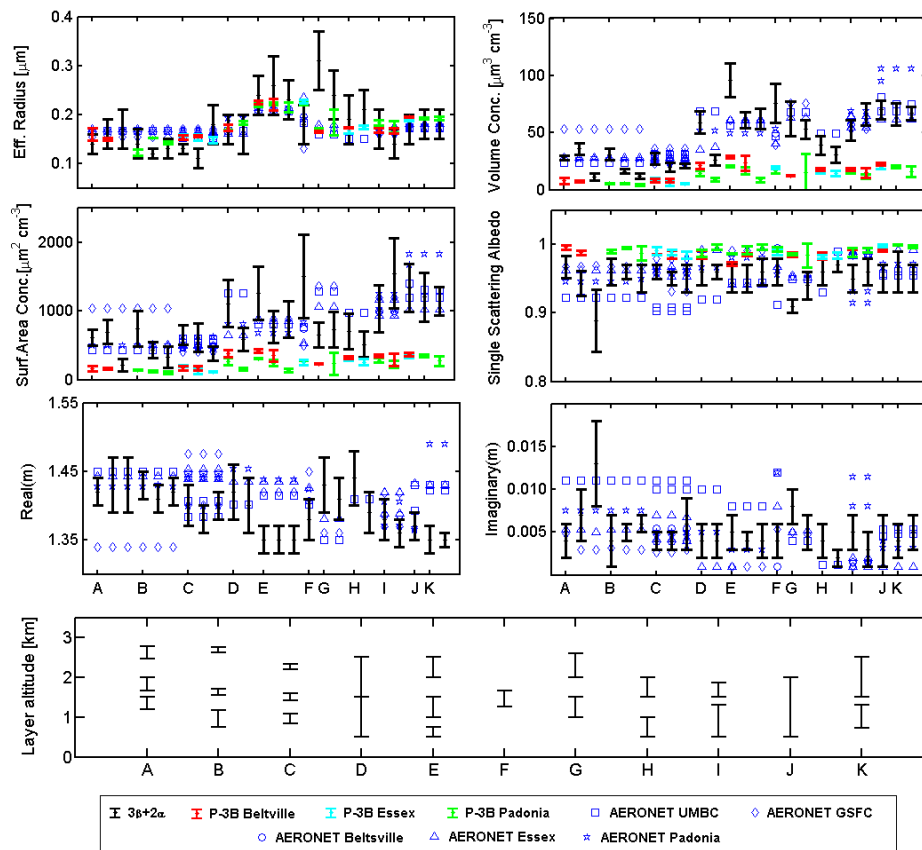 Eff. Radius [µm]
0.4
0.3
0.2
0.1
Volume Conc. [µm³ cm⁻³]
150
100
50
0
Surf.Area Conc.[µm² cm⁻³]
2000
1000
0
Single Scattering Albedo
1
0.9
0.8
Real(m)
1.55
1.45
1.35
A B C D E F G H I J K
Imaginary(m)
0.015
0.010
0.005
A B C D E F G H I J K
Layer altitude [km]
3
2
1
0
A B C D E F G H I J K
3β+2α P-3B Beltville P-3B Essex P-3B Padonia AERONET UMBC AERONET GSFC
AERONET Beltsville AERONET Essex AERONET Padonia